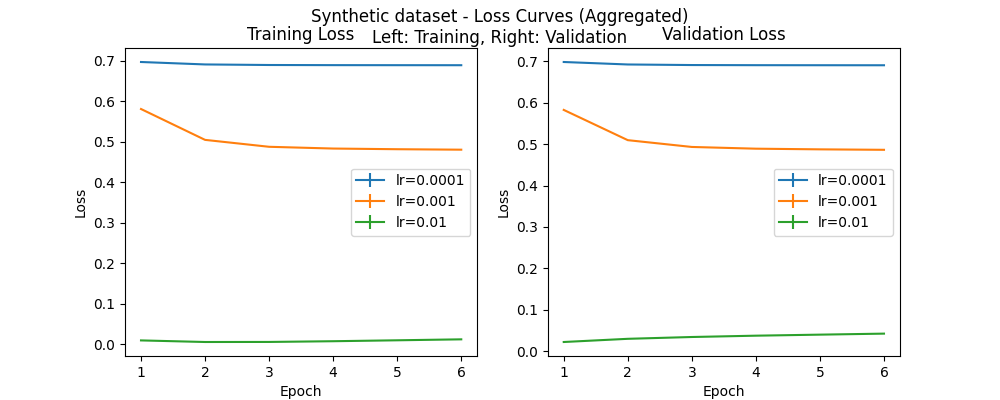 Synthetic dataset - Loss Curves (Aggregated)
Left: Training, Right: Validation
Training Loss
0.7
0.6
0.5
0.4
0.3
0.2
0.1
0.0
Loss
lr=0.0001
lr=0.001
lr=0.01
1 2 3 4 5 6
Epoch
Validation Loss
0.7
0.6
0.5
0.4
0.3
0.2
0.1
0.0
Loss
lr=0.0001
lr=0.001
lr=0.01
1 2 3 4 5 6
Epoch